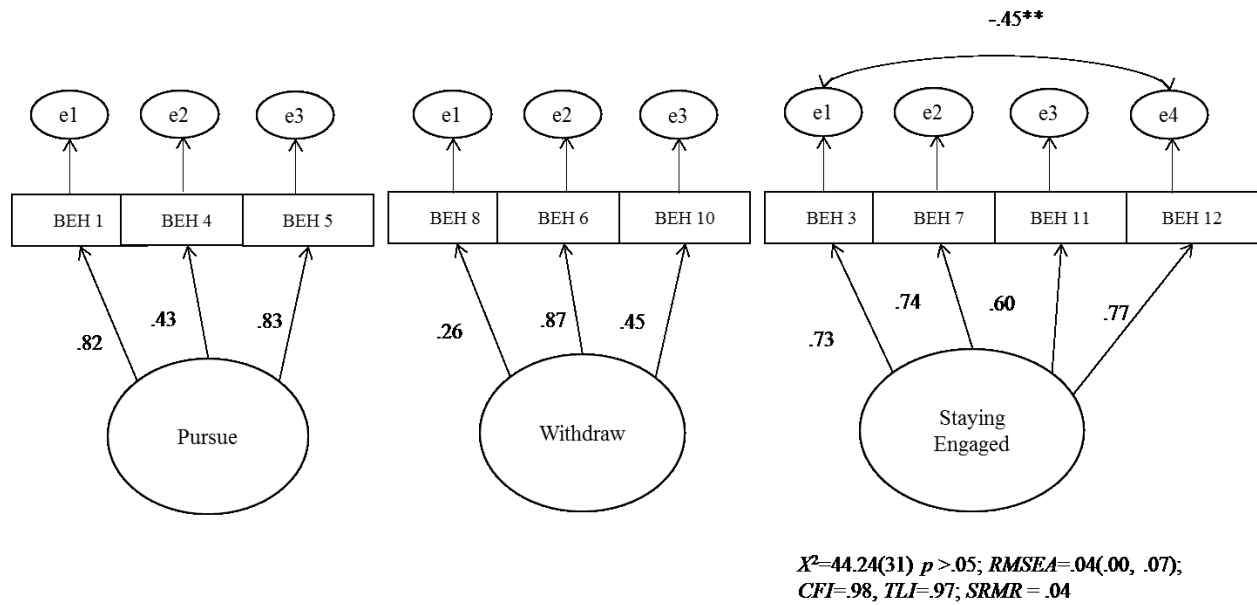 -.45**
e1 e2 e3 e1 e2 e3 e1 e2 e3 e4
BEH 1 BEH 4 BEH 5 BEH 8 BEH 6 BEH 10 BEH 3 BEH 7 BEH 11 BEH 12
.82 .43 .83 .26 .87 .45 .73 .74 .60 .77
Pursue Withdraw Staying
Engaged
X²=44.24(31) p >.05; RMSEA=.04(.00, .07);
CFI=.98, TLI=.97; SRMR = .04